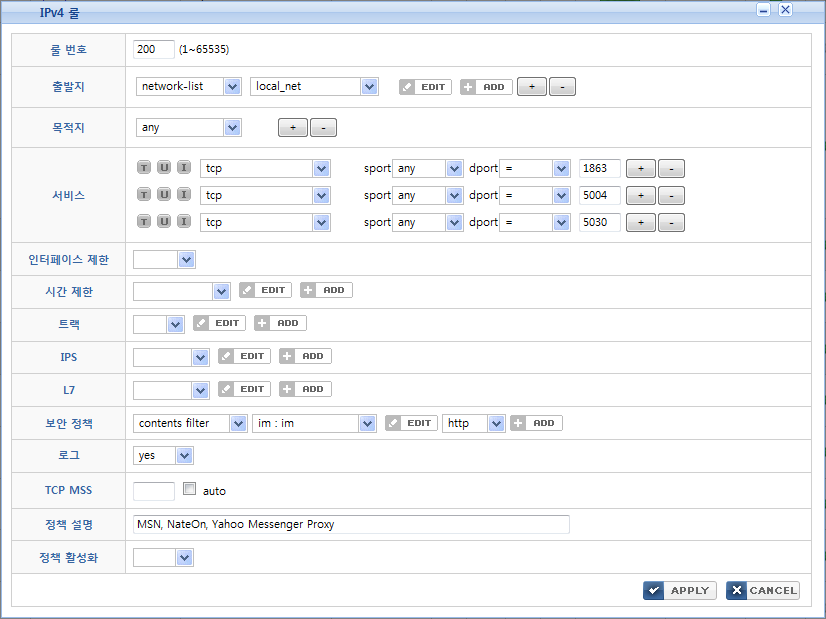 IPv4 룰
룰 번호 200 (1~65535)
출발지 network-list local_net EDIT ADD + -
목적지 any + -
서비스
T U I tcp sport any dport = 1863 + -
T U I tcp sport any dport = 5004 + -
T U I tcp sport any dport = 5030 + -
인터페이스 제한
시간 제한 EDIT ADD
트랙 EDIT ADD
IPS EDIT ADD
L7 EDIT ADD
보안 정책 contents filter im : im EDIT http ADD
로그 yes
TCP MSS auto
정책 설명 MSN, NateOn, Yahoo Messenger Proxy
정책 활성화
APPLY CANCEL